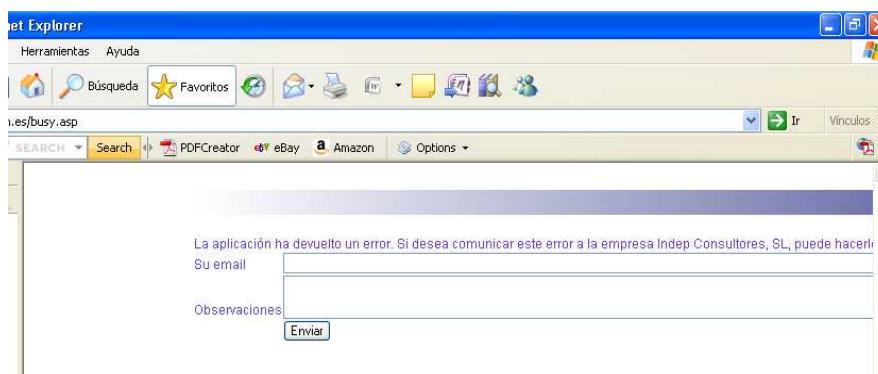 net Explorer
Herramientas Ayuda
Búsqueda Favoritos
.es/busy.asp Ir Vínculos
SEARCH Search PDFCreator eBay eBay a Amazon Options
La aplicación ha devuelto un error. Si desea comunicar este error a la empresa Indep Consultores, SL, puede hacerl
Su email
Observaciones
Enviar